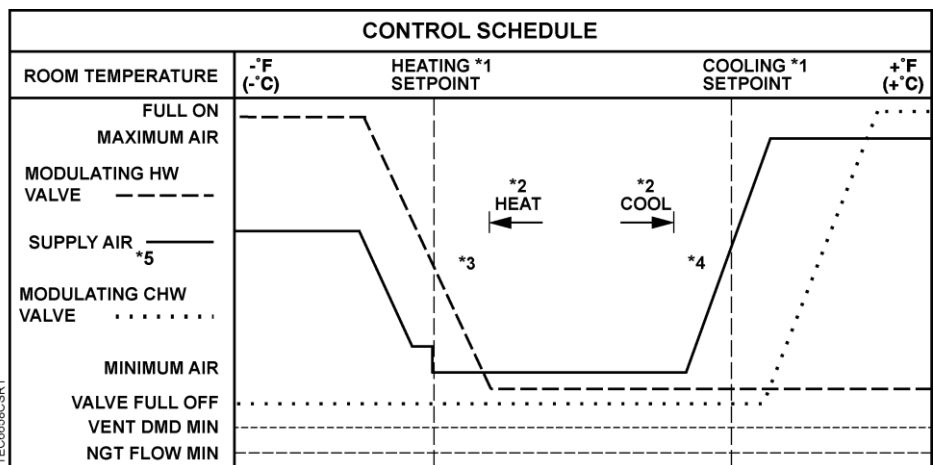 CONTROL SCHEDULE
ROOM TEMPERATURE
-°F
(-°C)
HEATING *1
SETPOINT
COOLING *1
SETPOINT
+°F
(+°C)
FULL ON
MAXIMUM AIR
MODULATING HW
VALVE
*2
HEAT
*2
COOL
SUPPLY AIR
*5
*3
*4
MODULATING CHW
VALVE
MINIMUM AIR
VALVE FULL OFF
VENT DMD MIN
NGT FLOW MIN